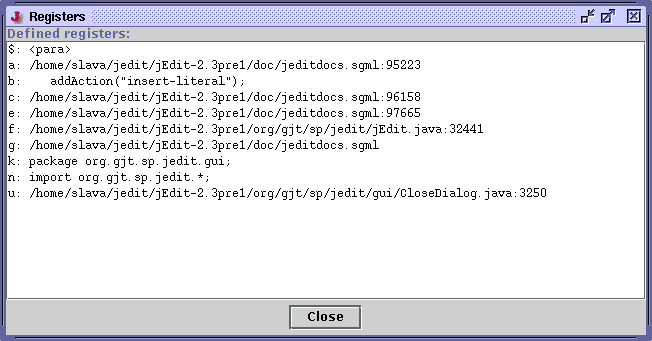 Registers
Defined registers:
$: <para>
a: /home/slava/jedit/jEdit-2.3pre1/doc/jeditdocs.sgml:95223
b:    addAction("insert-literal");
c: /home/slava/jedit/jEdit-2.3pre1/doc/jeditdocs.sgml:96158
e: /home/slava/jedit/jEdit-2.3pre1/doc/jeditdocs.sgml:97665
f: /home/slava/jedit/jEdit-2.3pre1/org/gjt/sp/jedit/jEdit.java:32441
g: /home/slava/jedit/jEdit-2.3pre1/doc/jeditdocs.sgml
k: package org.gjt.sp.jedit.gui;
n: import org.gjt.sp.jedit.*;
u: /home/slava/jedit/jEdit-2.3pre1/org/gjt/sp/jedit/gui/CloseDialog.java:3250
Close